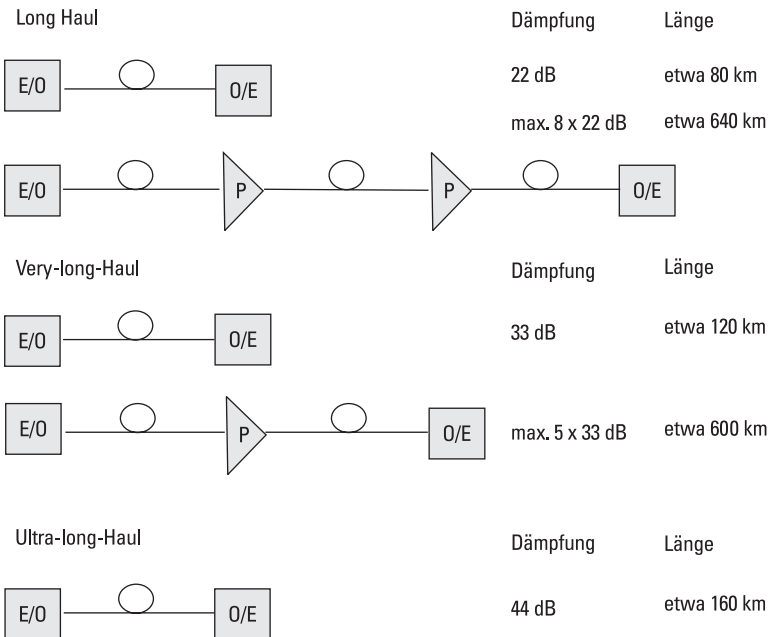 Long Haul Dämpfung Länge
E/O O/E 22 dB etwa 80 km
max. 8 x 22 dB etwa 640 km
E/O P P O/E
Very-long-Haul Dämpfung Länge
E/O O/E 33 dB etwa 120 km
E/O P O/E max. 5 x 33 dB etwa 600 km
Ultra-long-Haul Dämpfung Länge
E/O O/E 44 dB etwa 160 km